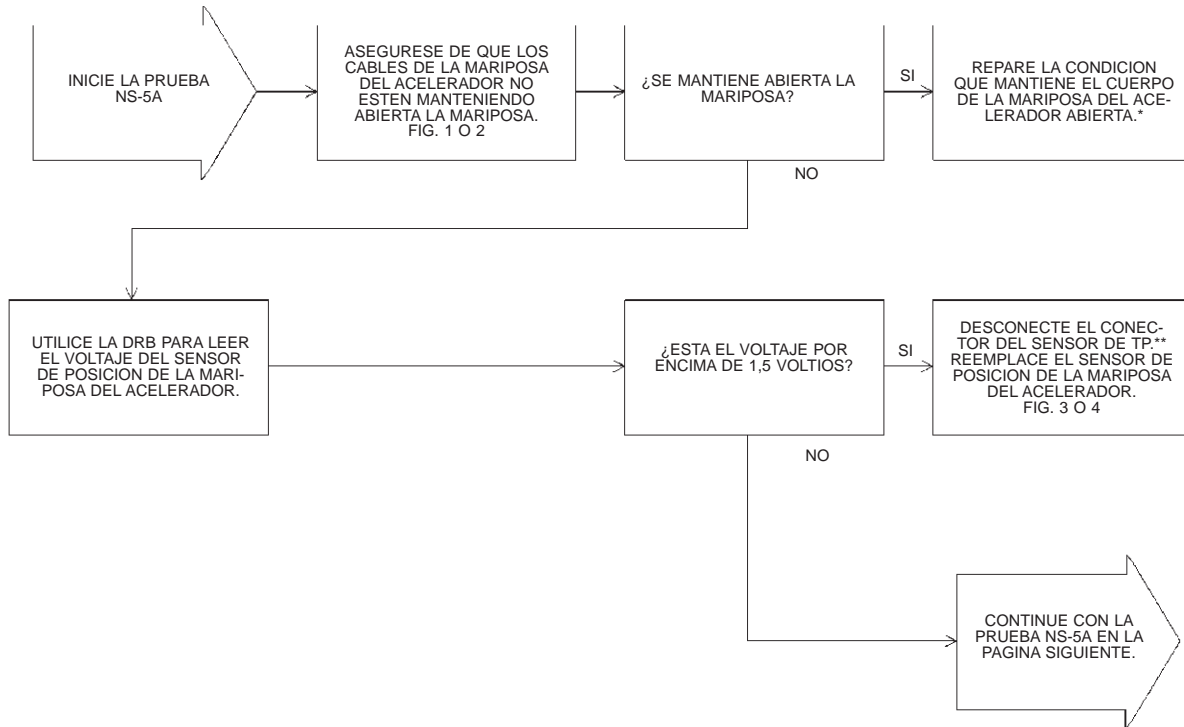 INICIE LA PRUEBA
NS-5A
ASEGURESE DE QUE LOS
CABLES DE LA MARIPOSA
DEL ACELERADOR NO
ESTEN MANTENIENDO
ABIERTA LA MARIPOSA.
FIG. 1 O 2
¿SE MANTIENE ABIERTA LA
MARIPOSA?
SI
REPARE LA CONDICION
QUE MANTIENE EL CUERPO
DE LA MARIPOSA DEL ACE-
LERADOR ABIERTA.*
NO
UTILICE LA DRB PARA LEER
EL VOLTAJE DEL SENSOR
DE POSICION DE LA MARI-
POSA DEL ACELERADOR.
¿ESTA EL VOLTAJE POR
ENCIMA DE 1,5 VOLTIOS?
SI
DESCONECTE EL CONEC-
TOR DEL SENSOR DE TP.**
REEMPLACE EL SENSOR DE
POSICION DE LA MARIPOSA
DEL ACELERADOR.
FIG. 3 O 4
NO
CONTINUE CON LA
PRUEBA NS-5A EN LA
PAGINA SIGUIENTE.